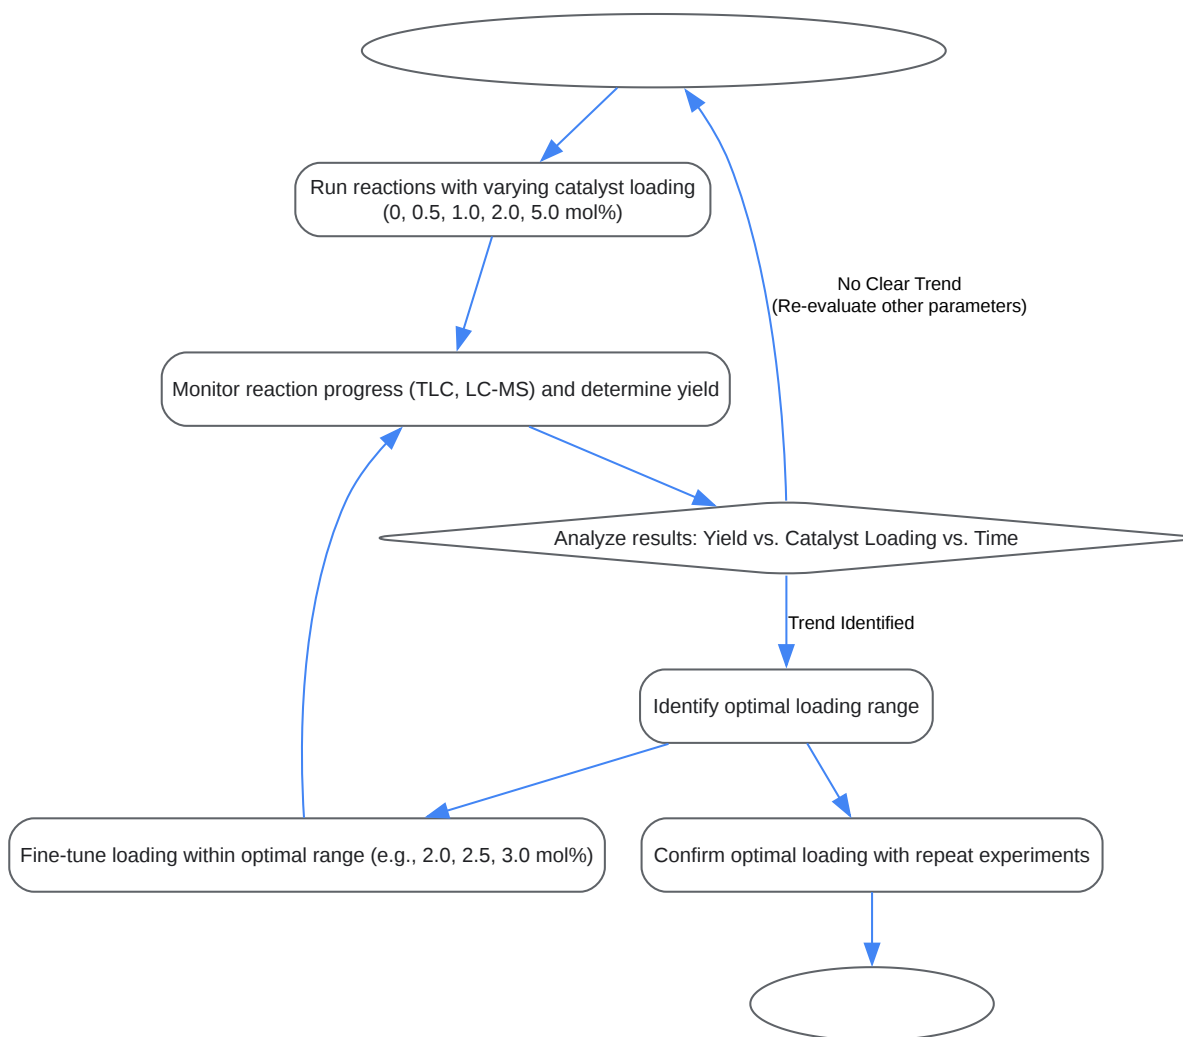 Run reactions with varying catalyst loading
(0, 0.5, 1.0, 2.0, 5.0 mol%)
No Clear Trend
(Re-evaluate other parameters)
Monitor reaction progress (TLC, LC-MS) and determine yield
Analyze results: Yield vs. Catalyst Loading vs. Time
Trend Identified
Identify optimal loading range
Fine-tune loading within optimal range (e.g., 2.0, 2.5, 3.0 mol%)
Confirm optimal loading with repeat experiments